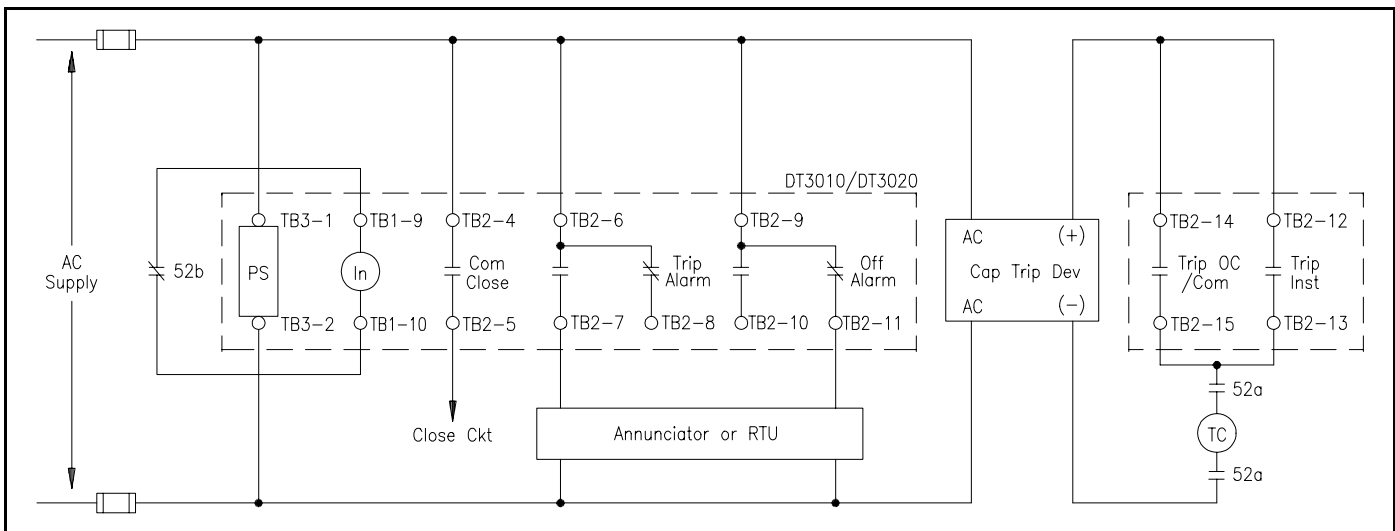 DT3010/DT3020
TB3-1
TB1-9
TB2-4
TB2-6
TB2-9
TB2-14
TB2-12
AC
Supply
52b
PS
In
Com
Close
Trip
Alarm
Off
Alarm
AC
(+)
Cap Trip Dev
AC
(-)
Trip OC
/Com
Trip
Inst
TB3-2
TB1-10
TB2-5
TB2-7
TB2-8
TB2-10
TB2-11
TB2-15
TB2-13
52a
Close Ckt
Annunciator or RTU
TC
52a